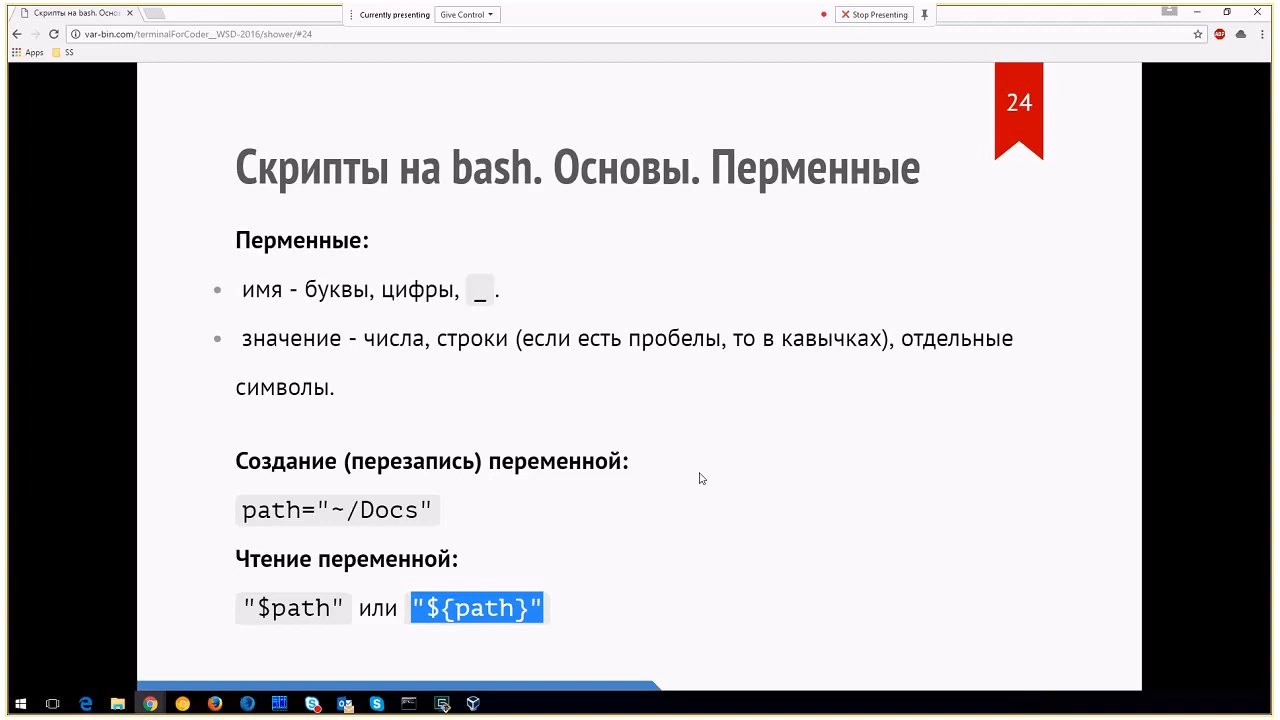 Скрипты на bash. Осно
Currently presenting
Give Control
Stop Presenting
var-bin.com/terminalForCoder__WSD-2016/shower/#24
ABP
Apps
SS
24
Скрипты на bash. Основы. Перменные
Перменные:
имя - буквы, цифры, _.
значение - числа, строки (если есть пробелы, то в кавычках), отдельные
символы.
Создание (перезапись) переменной:
path="~/Docs"
Чтение переменной:
"$path" или "${path}"